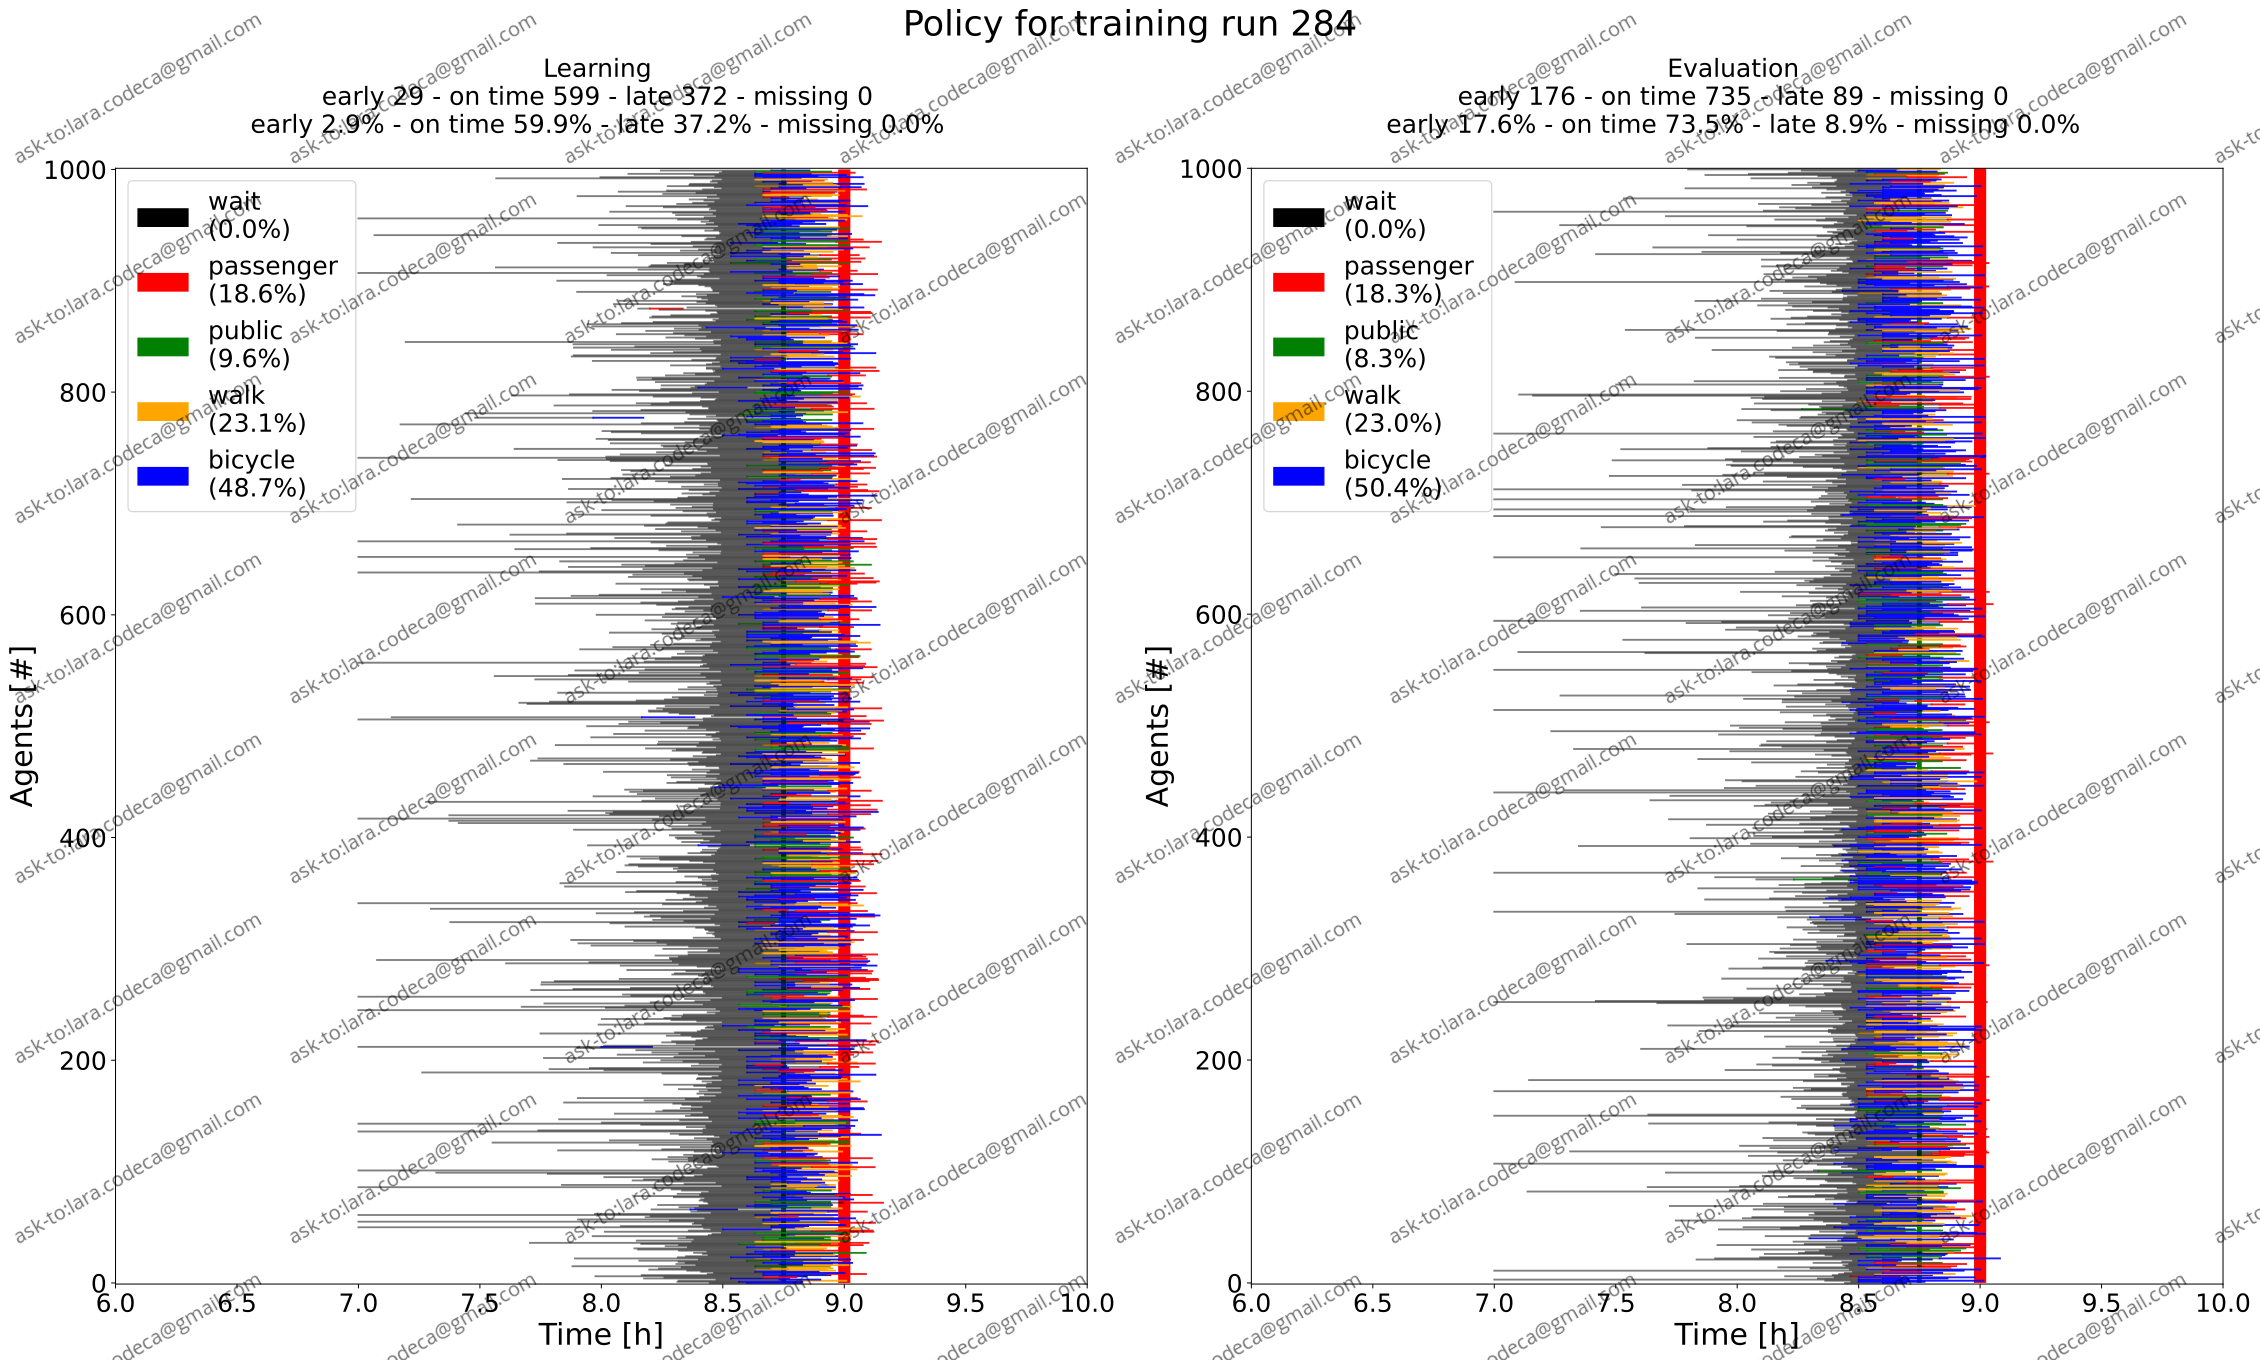 Policy for training run 284
Learning
early 29 - on time 599 - late 372 - missing 0
early 2.9% - on time 59.9% - late 37.2% - missing 0.0%
1000
800
600
400
200
0
Agents [#]
wait
(0.0%)
passenger
(18.6%)
public
(9.6%)
walk
(23.1%)
bicycle
(48.7%)
6.0 6.5 7.0 7.5 8.0 8.5 9.0 9.5 10.0
Time [h]
Evaluation
early 176 - on time 735 - late 89 - missing 0
early 17.6% - on time 73.5% - late 8.9% - missing 0.0%
1000
800
600
400
200
0
Agents [#]
wait
(0.0%)
passenger
(18.3%)
public
(8.3%)
walk
(23.0%)
bicycle
(50.4%)
6.0 6.5 7.0 7.5 8.0 8.5 9.0 9.5 10.0
Time [h]
ask-to:lara.codeca@gmail.com